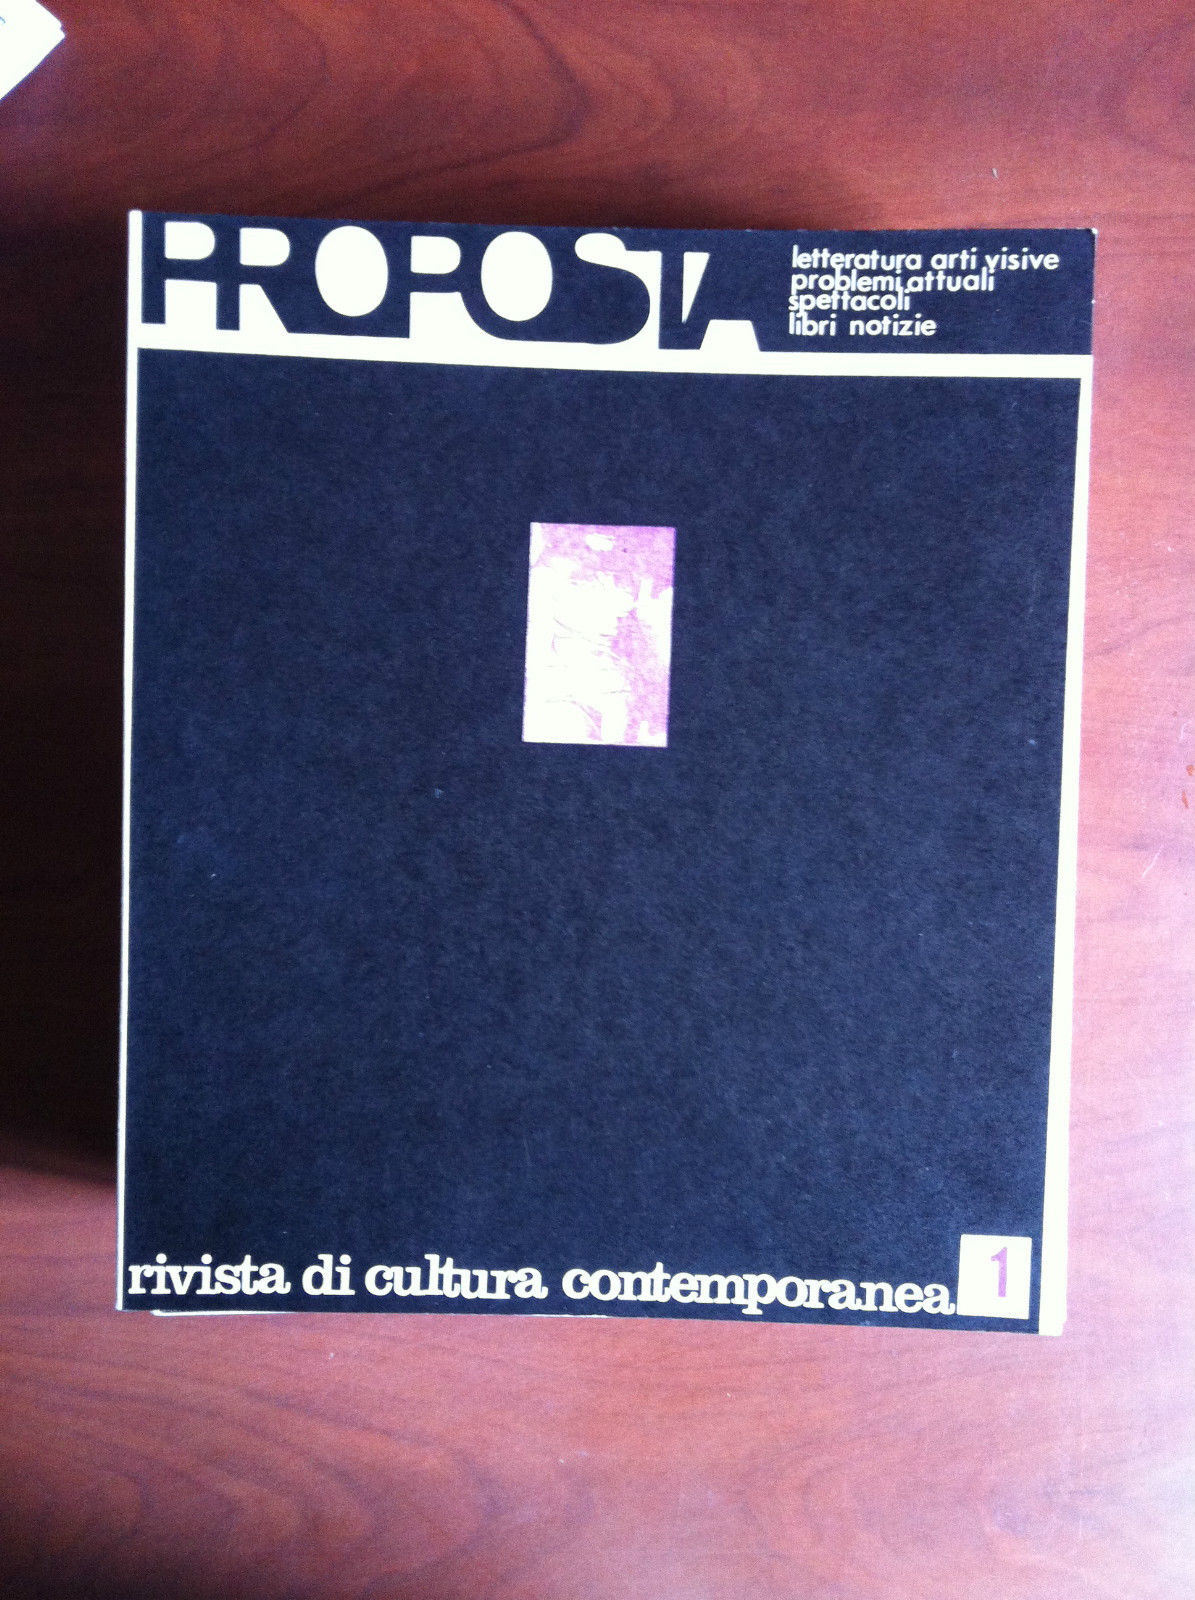 PROPOSTA
letteratura arti visive
problemi attuali
spettacoli
libri notizie
rivista di cultura contemporanea
1